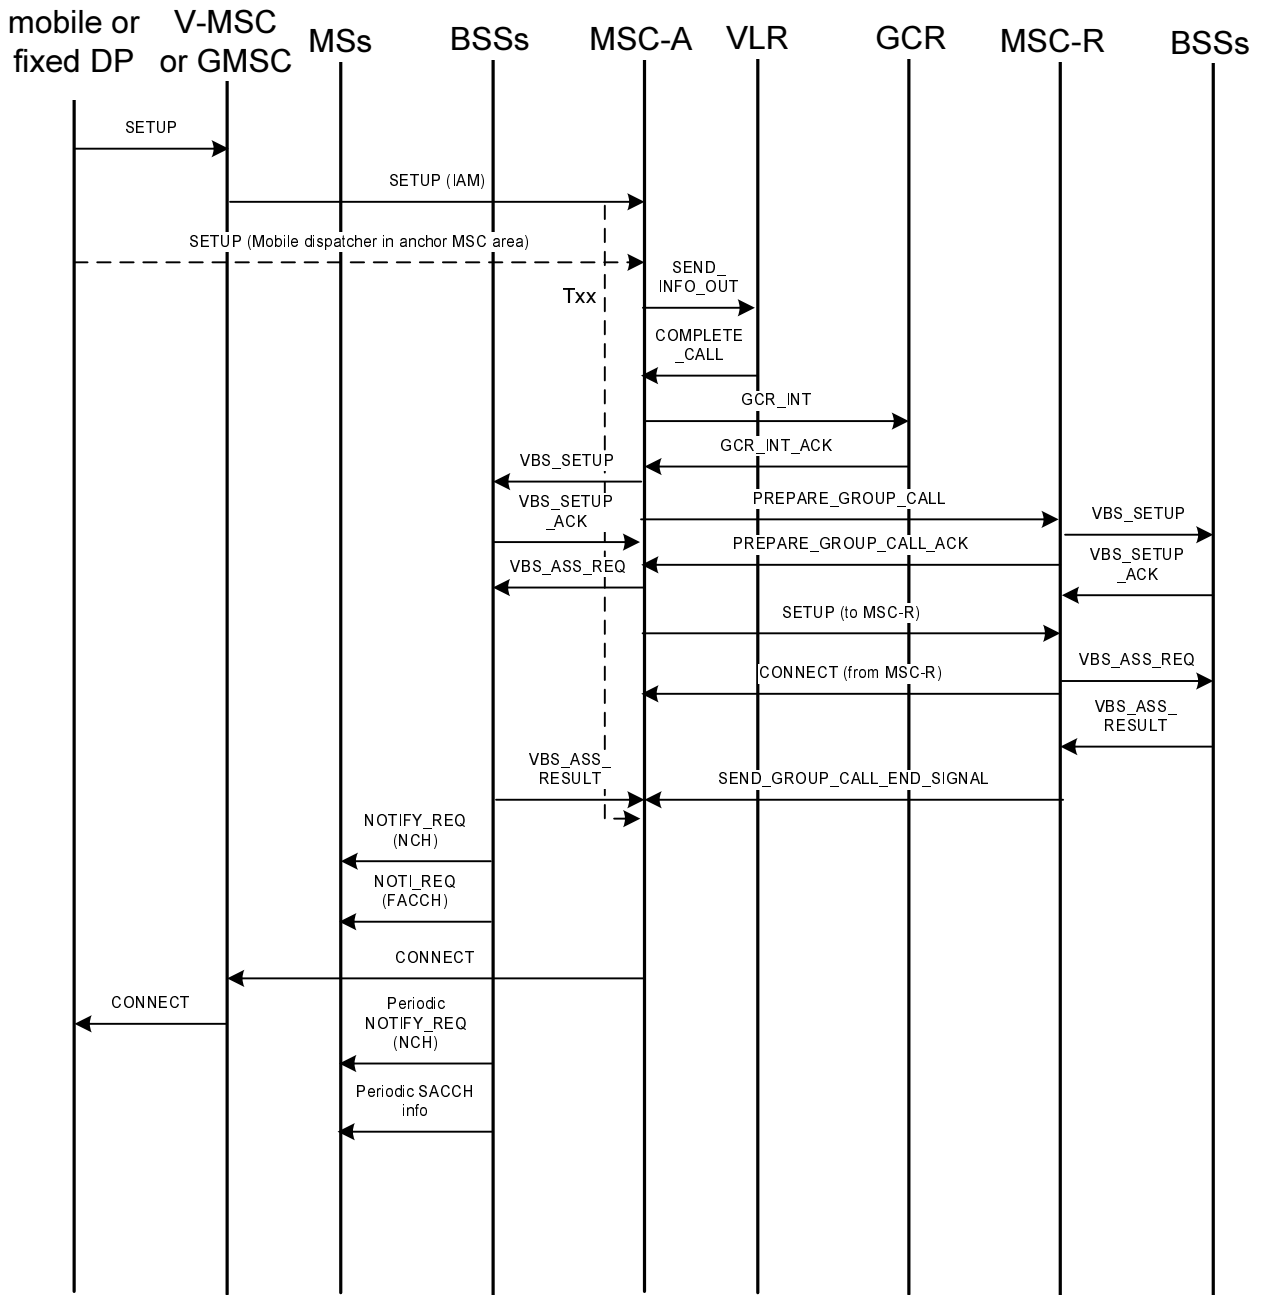 mobile or
fixed DP
V-MSC
or GMSC
MSs
BSSs
MSC-A
VLR
GCR
MSC-R
BSSs
SETUP
SETUP (IAM)
SETUP (Mobile dispatcher in anchor MSC area)
SEND_
INFO_OUT
Txx
COMPLETE
_CALL
GCR_INT
GCR_INT_ACK
VBS_SETUP
VBS_SETUP
_ACK
PREPARE_GROUP_CALL
VBS_SETUP
PREPARE_GROUP_CALL_ACK
VBS_SETUP
_ACK
VBS_ASS_REQ
SETUP (to MSC-R)
VBS_ASS_REQ
CONNECT (from MSC-R)
VBS_ASS_
RESULT
VBS_ASS_
RESULT
SEND_GROUP_CALL_END_SIGNAL
NOTIFY_REQ
(NCH)
NOTI_REQ
(FACCH)
CONNECT
CONNECT
Periodic
NOTIFY_REQ
(NCH)
Periodic SACCH
info